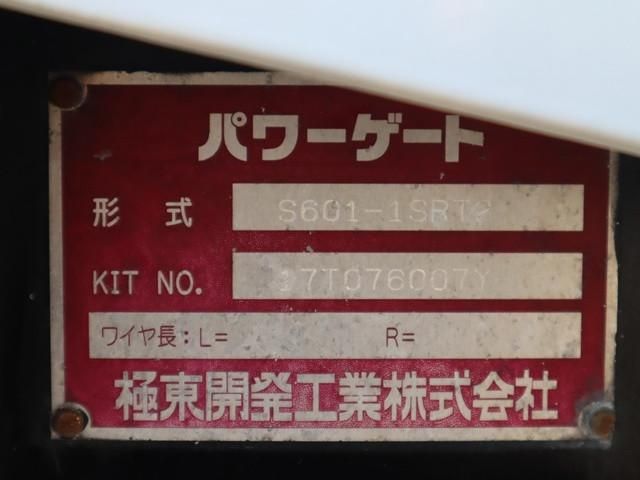 パワーゲート
形 式 S601-1SRT
KIT NO. 17T076007Y
ワイヤ長:L= R=
極東開発工業株式会社